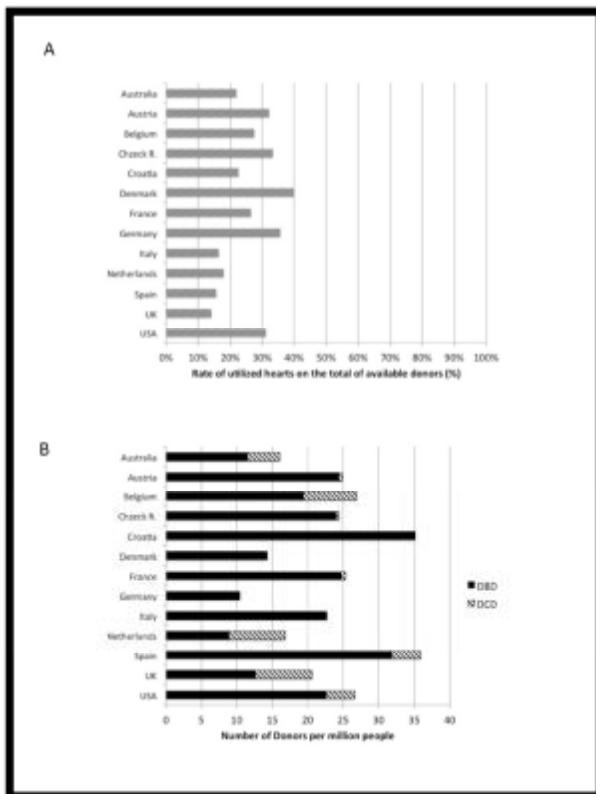 A
Australia
Austria
Belgium
Chzeck R.
Croatia
Denmark
France
Germany
Italy
Netherlands
Spain
UK
USA
0% 10% 20% 30% 40% 50% 60% 70% 80% 90% 100%
Rate of utilized hearts on the total of available donors (%)
B
Australia
Austria
Belgium
Chzeck R.
Croatia
Denmark
France
Germany
Italy
Netherlands
Spain
UK
USA
DBD
DCD
0 5 10 15 20 25 30 35 40
Number of Donors per million people